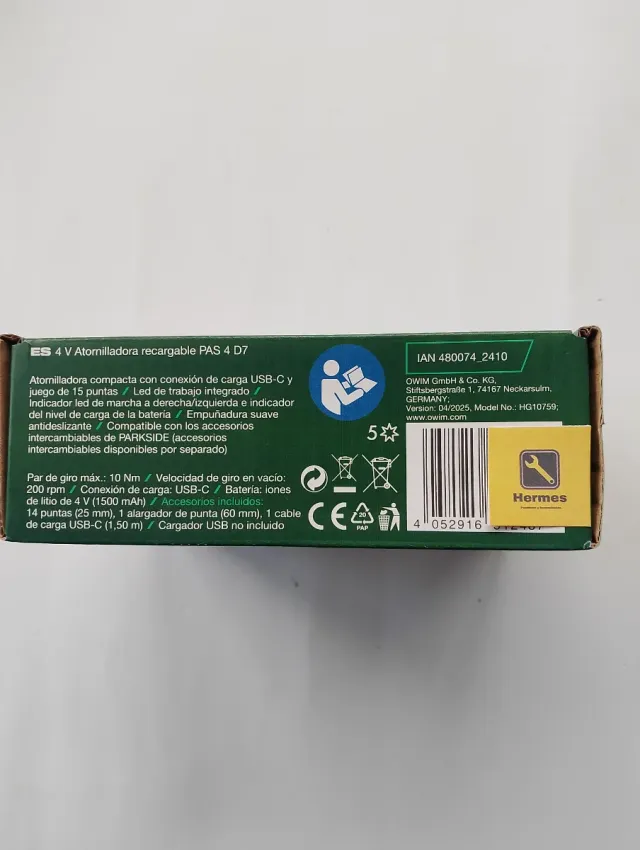 ES 4 V Atornilladora recargable PAS 4 D7
Atornilladora compacta con conexión de carga USB-C y
juego de 15 puntas / Led de trabajo integrado /
Indicador led de marcha a derecha/izquierda e indicador
del nivel de carga de la batería / Empuñadura suave
antideslizante / Compatible con los accesorios
intercambiables de PARKSIDE (accesorios
intercambiables disponibles por separado)
Par de giro máx.: 10 Nm / Velocidad de giro en vacío:
200 rpm / Conexión de carga: USB-C / Batería: iones
de litio de 4 V (1500 mAh) / Accesorios incluidos:
14 puntas (25 mm), 1 alargador de punta (60 mm), 1 cable
de carga USB-C (1,50 m) / Cargador USB no incluido
5
CE
20
PAP
IAN 480074_2410
OWIM GmbH & Co. KG,
Stiftsbergstraße 1, 74167 Neckarsulm,
GERMANY;
Version: 04/2025, Model No.: HG10759;
www.owim.com
4 052916
Hermes